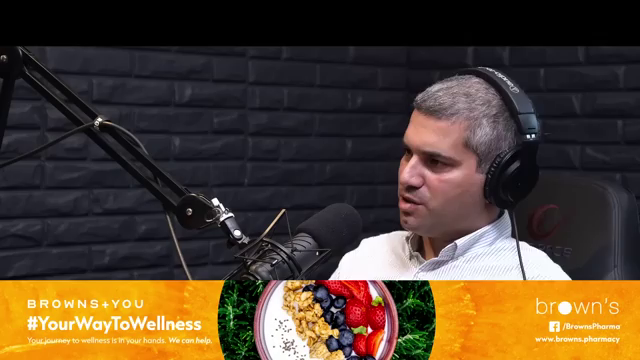 BROWNS+YOU
#YourWayToWellness
Your journey to wellness is in your hands. We can help.
brown's
/BrownsPharma
www.browns.pharmacy